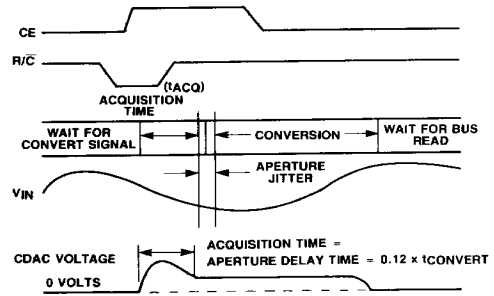 CE
R/C̅
(tACQ)
ACQUISITION
TIME
WAIT FOR
CONVERT SIGNAL
CONVERSION
WAIT FOR BUS
READ
APERTURE
JITTER
VIN
CDAC VOLTAGE
ACQUISITION TIME =
APERTURE DELAY TIME = 0.12 × tCONVERT
0 VOLTS